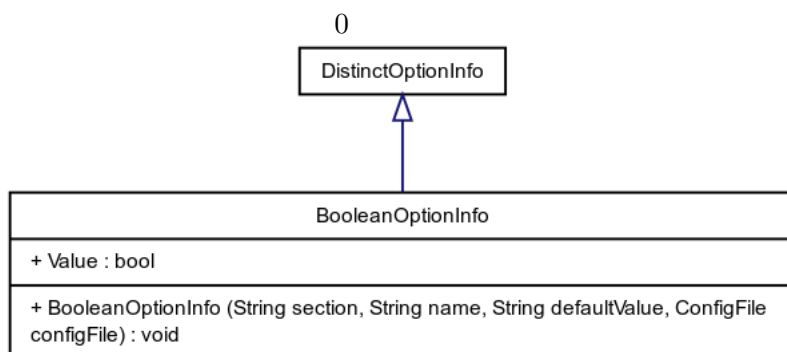 0
DistinctOptionInfo
BooleanOptionInfo
+ Value : bool
+ BooleanOptionInfo (String section, String name, String defaultValue, ConfigFile
configFile) : void